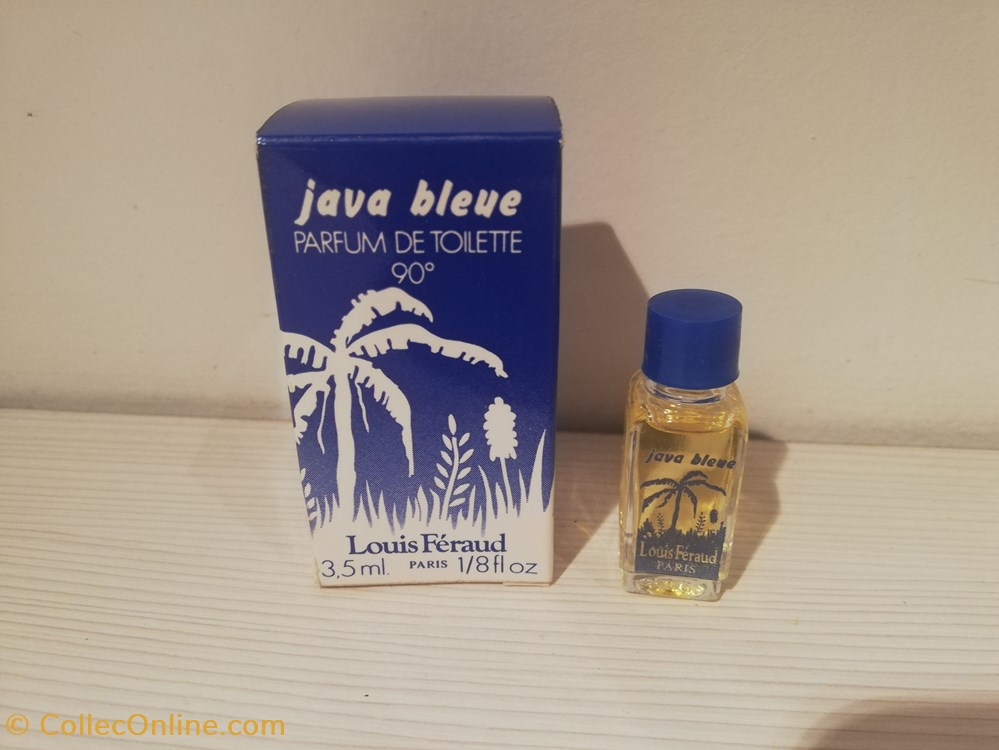 java bleue
PARFUM DE TOILETTE
90°
Louis Féraud
3,5 ml. PARIS 1/8 fl oz
java bleue
Louis Féraud
PARIS
© CollecOnline.com